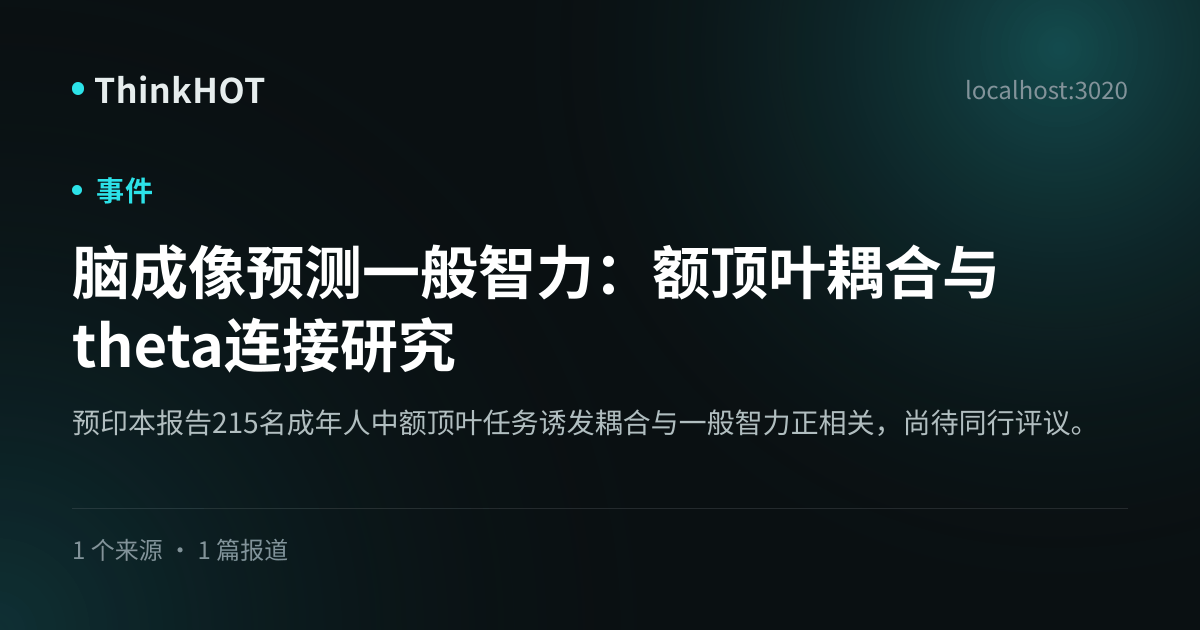 ThinkHOT
localhost:3020
事件
脑成像预测一般智力：额顶叶耦合与
theta连接研究
预印本报告215名成年人中额顶叶任务诱发耦合与一般智力正相关，尚待同行评议。
1 个来源 · 1 篇报道